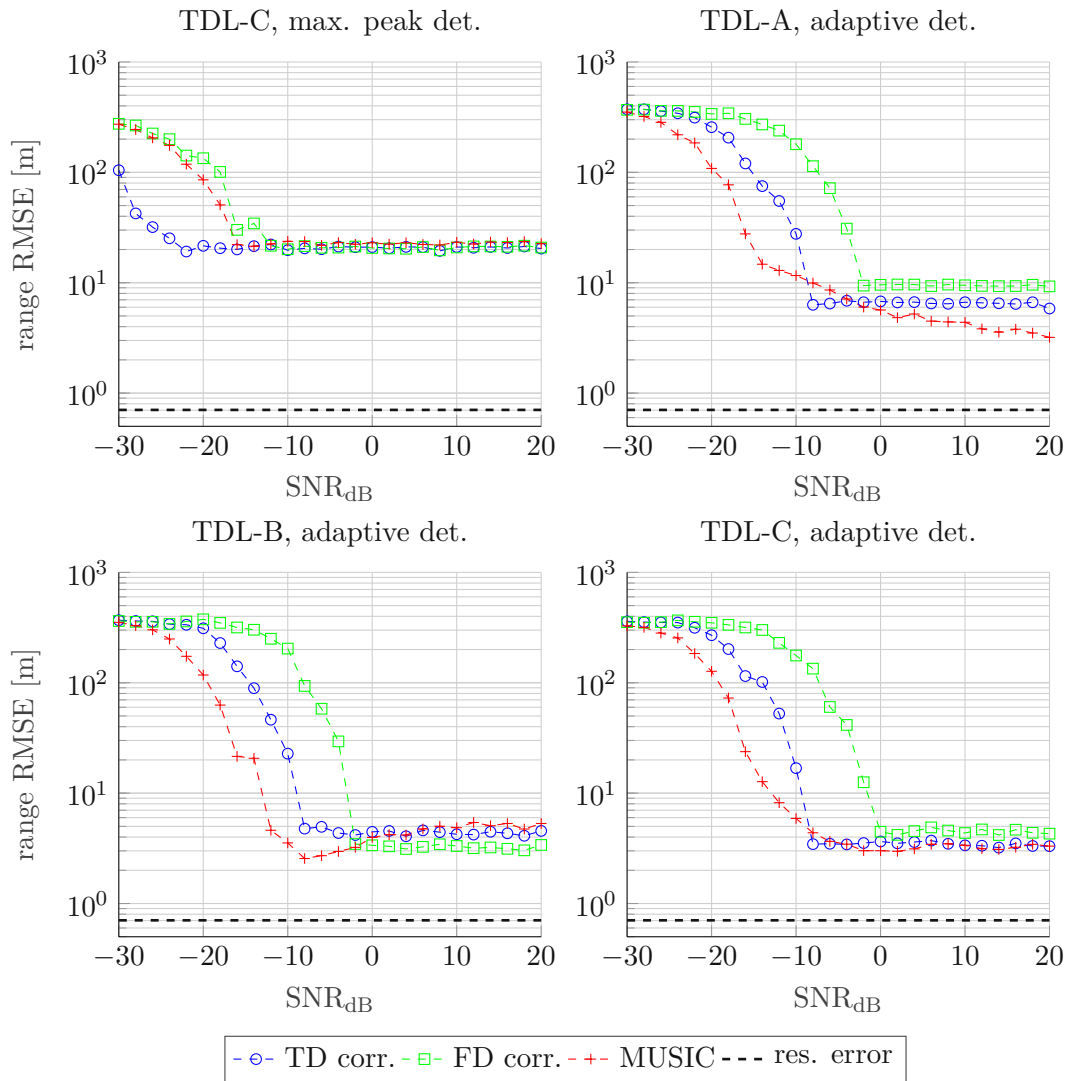 TDL-C, max. peak det.
10^3
10^2
10^1
10^0
range RMSE [m]
−30 −20 −10 0 10 20
SNR_dB
TDL-A, adaptive det.
10^3
10^2
10^1
10^0
−30 −20 −10 0 10 20
SNR_dB
TDL-B, adaptive det.
10^3
10^2
10^1
10^0
range RMSE [m]
−30 −20 −10 0 10 20
SNR_dB
TDL-C, adaptive det.
10^3
10^2
10^1
10^0
−30 −20 −10 0 10 20
SNR_dB
TD corr. FD corr. MUSIC res. error